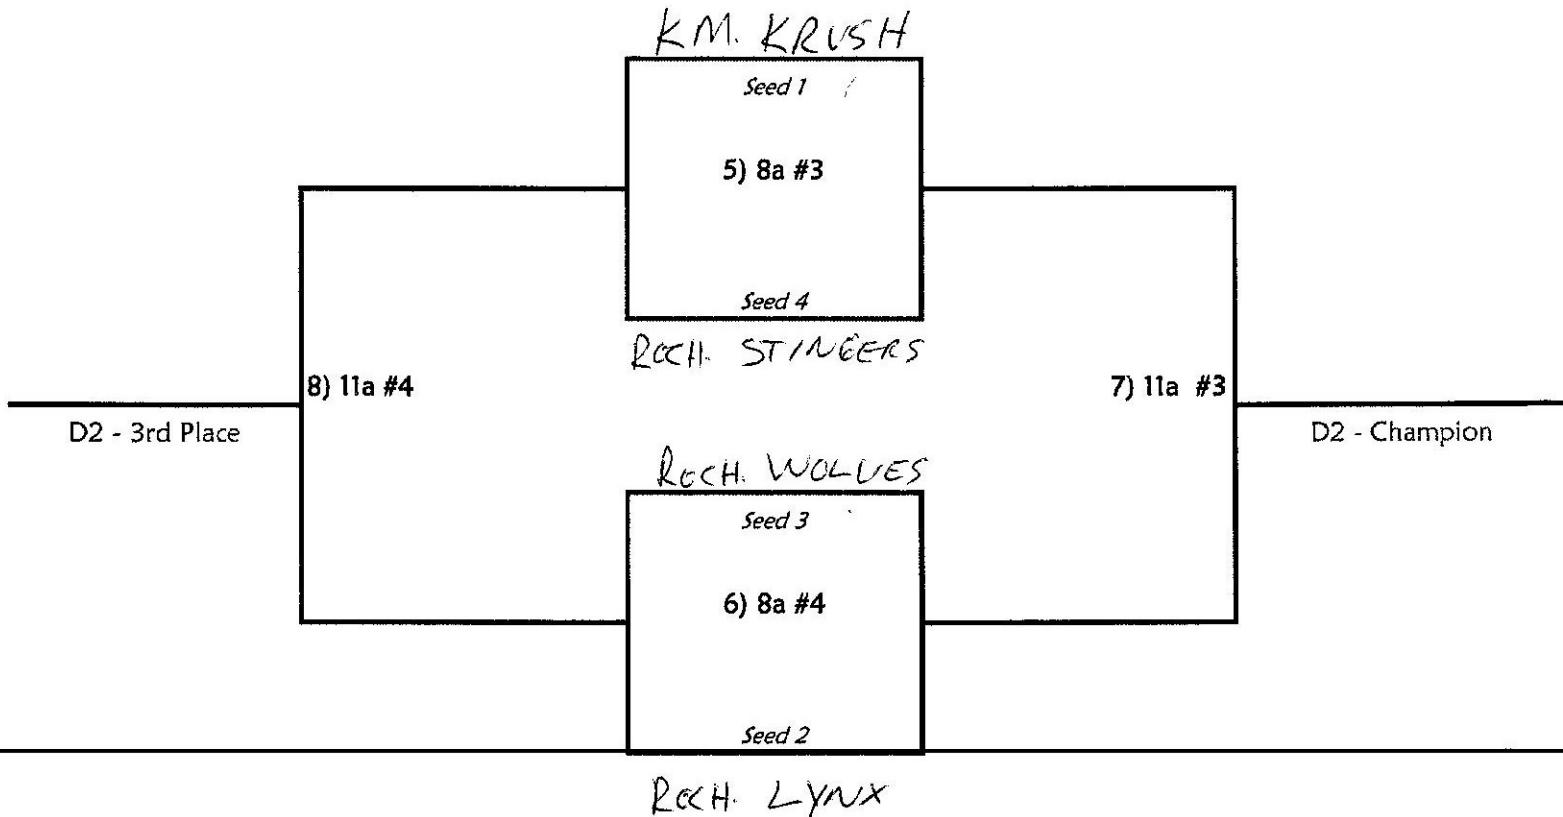 KM. KRUSH
Seed 1
5) 8a #3
Seed 4
ROCH. STINGERS
8) 11a #4
7) 11a #3
D2 - 3rd Place
D2 - Champion
ROCH. WOLVES
Seed 3
6) 8a #4
Seed 2
ROCH. LYNX